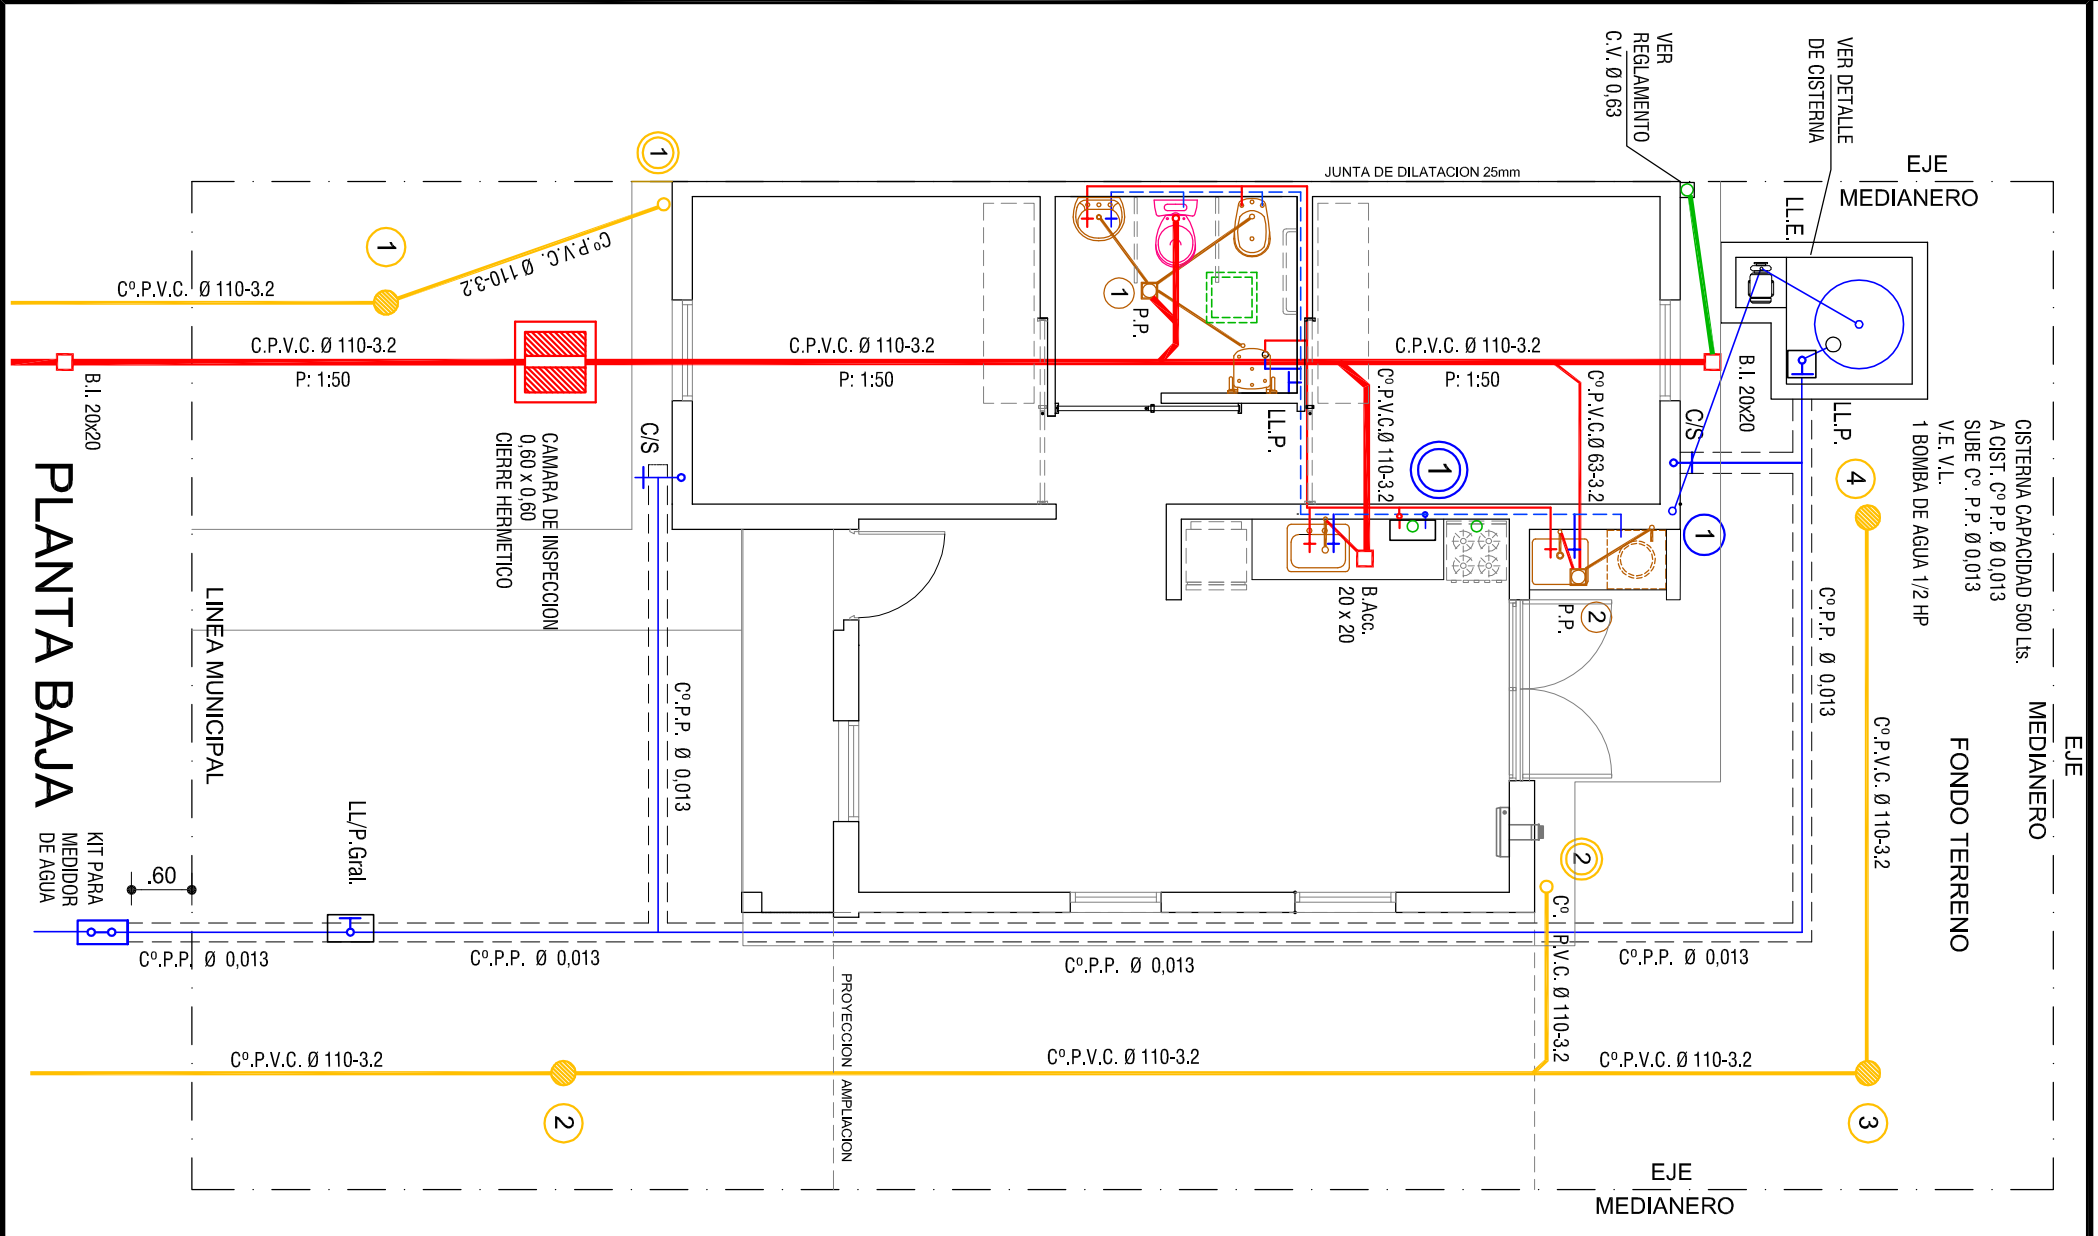 VER
REGLAMENTO
C.V. Ø 0,63
VER DETALLE
DE CISTERNA
EJE
MEDIANERO
JUNTA DE DILATACION 25mm
LL.E.
1
1
Cº.P.V.C. Ø 110-3.2
Cº.P.V.C. Ø 110-3.2
C.P.V.C. Ø 110-3.2
P: 1:50
C.P.V.C. Ø 110-3.2
P: 1:50
C.P.V.C. Ø 110-3.2
P: 1:50
1
P.P.
LL.P.
Cº.P.V.C.Ø 110-3.2
Cº.P.V.C.Ø 63-3.2
B.I. 20x20
B.I. 20x20
C/S
C/S
LL.P.
1
1
4
CISTERNA CAPACIDAD 500 Lts.
A CIST. Cº P.P. Ø 0,013
SUBE Cº. P.P. Ø 0,013
V.E. V.L.
1 BOMBA DE AGUA 1/2 HP
CAMARA DE INSPECCION
0,60 x 0,60
CIERRE HERMETICO
PLANTA BAJA
LINEA MUNICIPAL
B.Acc.
20 x 20
P.P.
2
Cº.P.P. Ø 0,013
Cº.P.P. Ø 0,013
Cº.P.V.C. Ø 110-3.2
FONDO TERRENO
EJE
MEDIANERO
KIT PARA
MEDIDOR
DE AGUA
.60
LL/P.Gral.
2
Cº. P.V.C. Ø 110-3.2
Cº.P.P. Ø 0,013
Cº.P.P. Ø 0,013
Cº.P.P. Ø 0,013
Cº.P.P. Ø 0,013
PROYECCION AMPLIACION
Cº.P.V.C. Ø 110-3.2
Cº.P.V.C. Ø 110-3.2
Cº.P.V.C. Ø 110-3.2
2
3
EJE
MEDIANERO